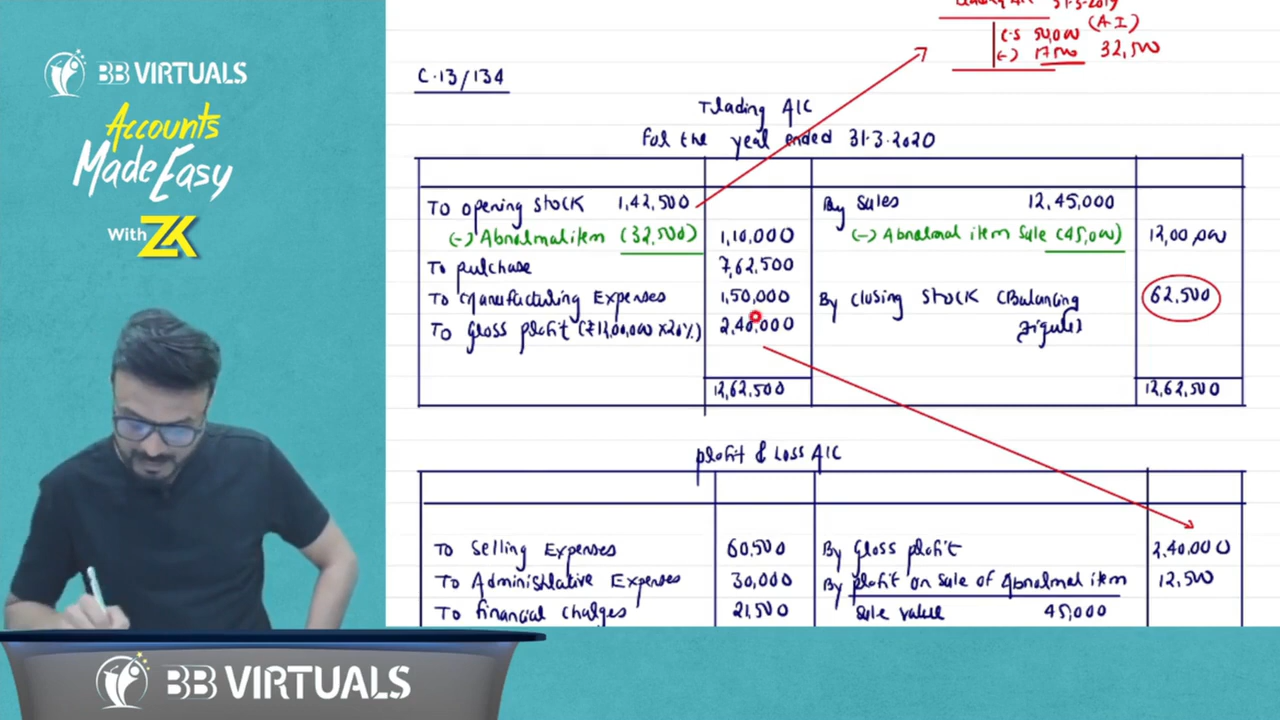 BB VIRTUALS
Accounts
Made Easy
With ZK
Trading A/C 31-3-2019
C.S 50,000 (A.I)
(-) 17,500 32,500
C.13/134
Trading A/C
For the year ended 31.3.2020
To opening stock 1,42,500 By Sales 12,45,000
(-) Abnormal item (32,500) 1,10,000 (-) Abnormal item Sale (45,000) 12,00,000
To purchase 7,62,500
To Manufacturing Expenses 1,50,000 By Closing Stock (Balancing 62,500
To Gross profit (₹12,00,000 x 20%) 2,40,000 figure)
12,62,500 12,62,500
Profit & Loss A/C
To Selling Expenses 60,500 By Gross profit 2,40,000
To Administrative Expenses 30,000 By profit on sale of Abnormal item 12,500
To financial charges 21,500 Sale value 45,000
BB VIRTUALS